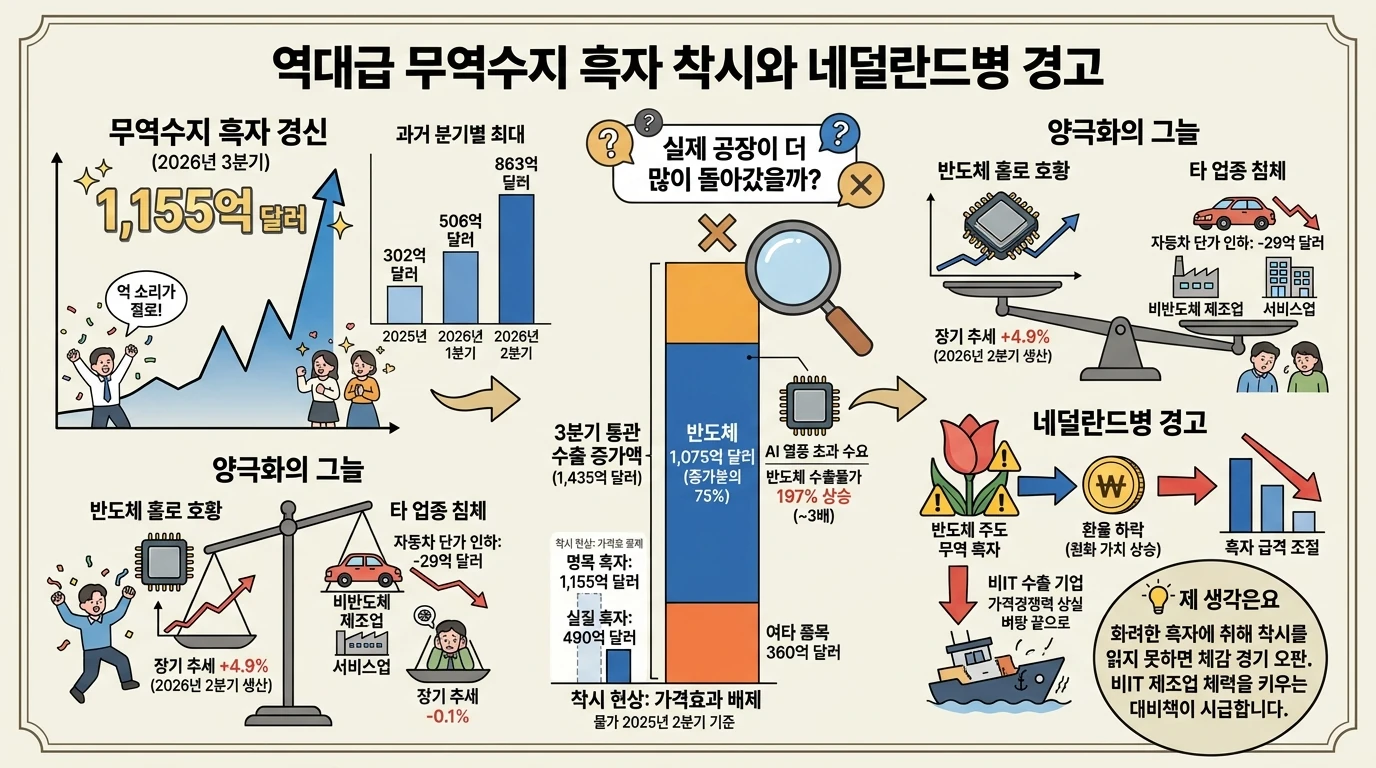 역대급 무역수지 흑자 착시와 네덜란드병 경고
무역수지 흑자 경신
(2026년 3분기)
1,155억 달러
억 소리가
절로!
과거 분기별 최대
302억
달러
506억
달러
863억
달러
2025년
2026년
1분기
2026년
2분기
양극화의 그늘
반도체 홀로 호황
타 업종 침체
자동차 단가 인하:
-29억 달러
비반도체
제조업
서비스업
장기 추세 +4.9%
(2026년 2분기 생산)
장기 추세
-0.1%
?
?
?
실제 공장이 더
많이 돌아갔을까?
3분기 통관
수출 증가액
(1,435억 달러)
반도체
1,075억 달러
75%)
AI 열풍 초과 수요
반도체 수출물가
197% 상승
(~3배)
착시 현상:
명목 흑자:
1,155억 달러
실질 흑자:
490억 달러
여타 품목
360억 달러
착시 현상: 가격효과 배제
물가 2025년 2분기 기준
양극화의 그늘
반도체 홀로 호황
타 업종 침체
자동차 단가 인하: -29억 달러
비반도체 제조업
서비스업
장기 추세 +4.9%
(2026년 2분기 생산)
네덜란드병 경고
반도체 주도
무역 흑자
₩
환율 하락
(원화 가치 상승)
흑자 급격 조절
비IT 수출 기업
가격경쟁력 상실
벼랑 끝으로
제 생각은요
화려한 흑자에 취해 착시를
읽지 못하면 체감 경기 오판.
비IT 제조업 체력을 키우는
대비책이 시급합니다.